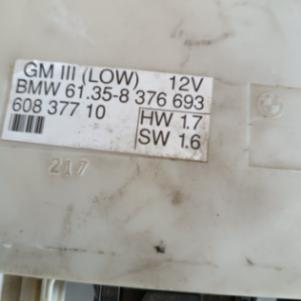 GM III (LOW) 12V
BMW 61.35-8 376 693
608 377 10 HW 1.7
SW 1.6
217